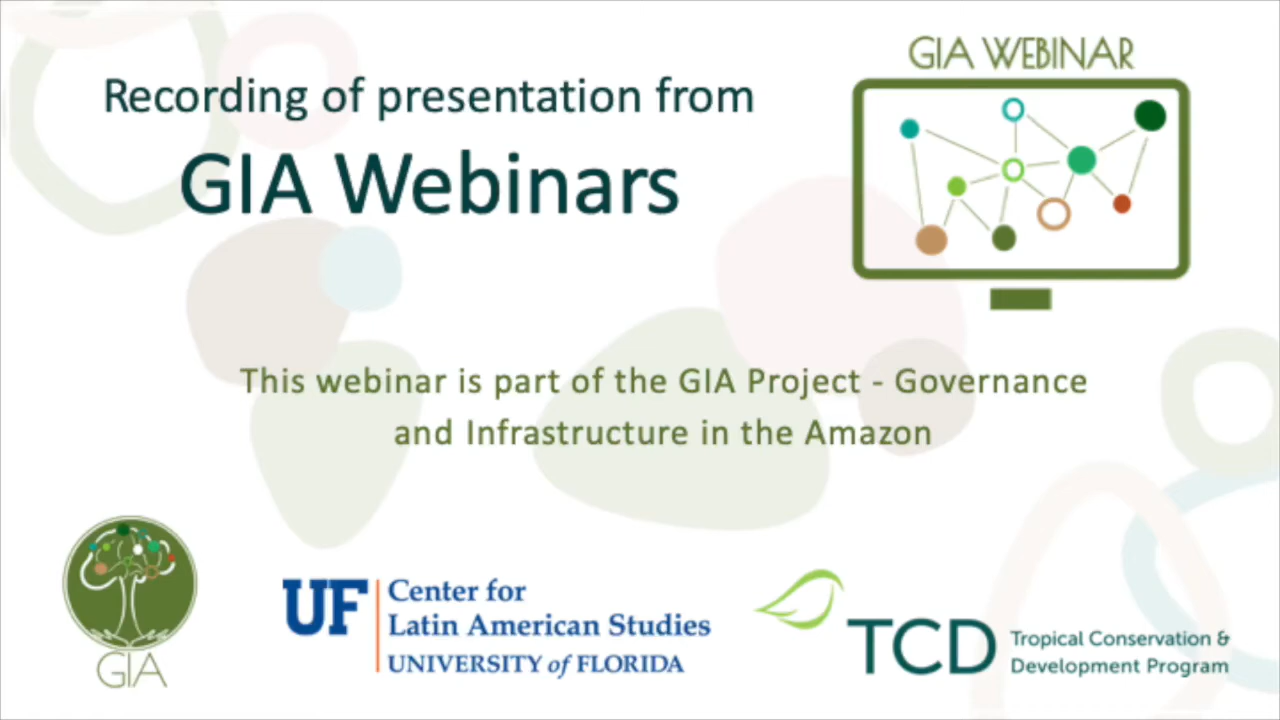 GIA WEBINAR
Recording of presentation from
GIA Webinars
This webinar is part of the GIA Project - Governance
and Infrastructure in the Amazon
GIA
UF
Center for
Latin American Studies
UNIVERSITY of FLORIDA
TCD
Tropical Conservation &
Development Program